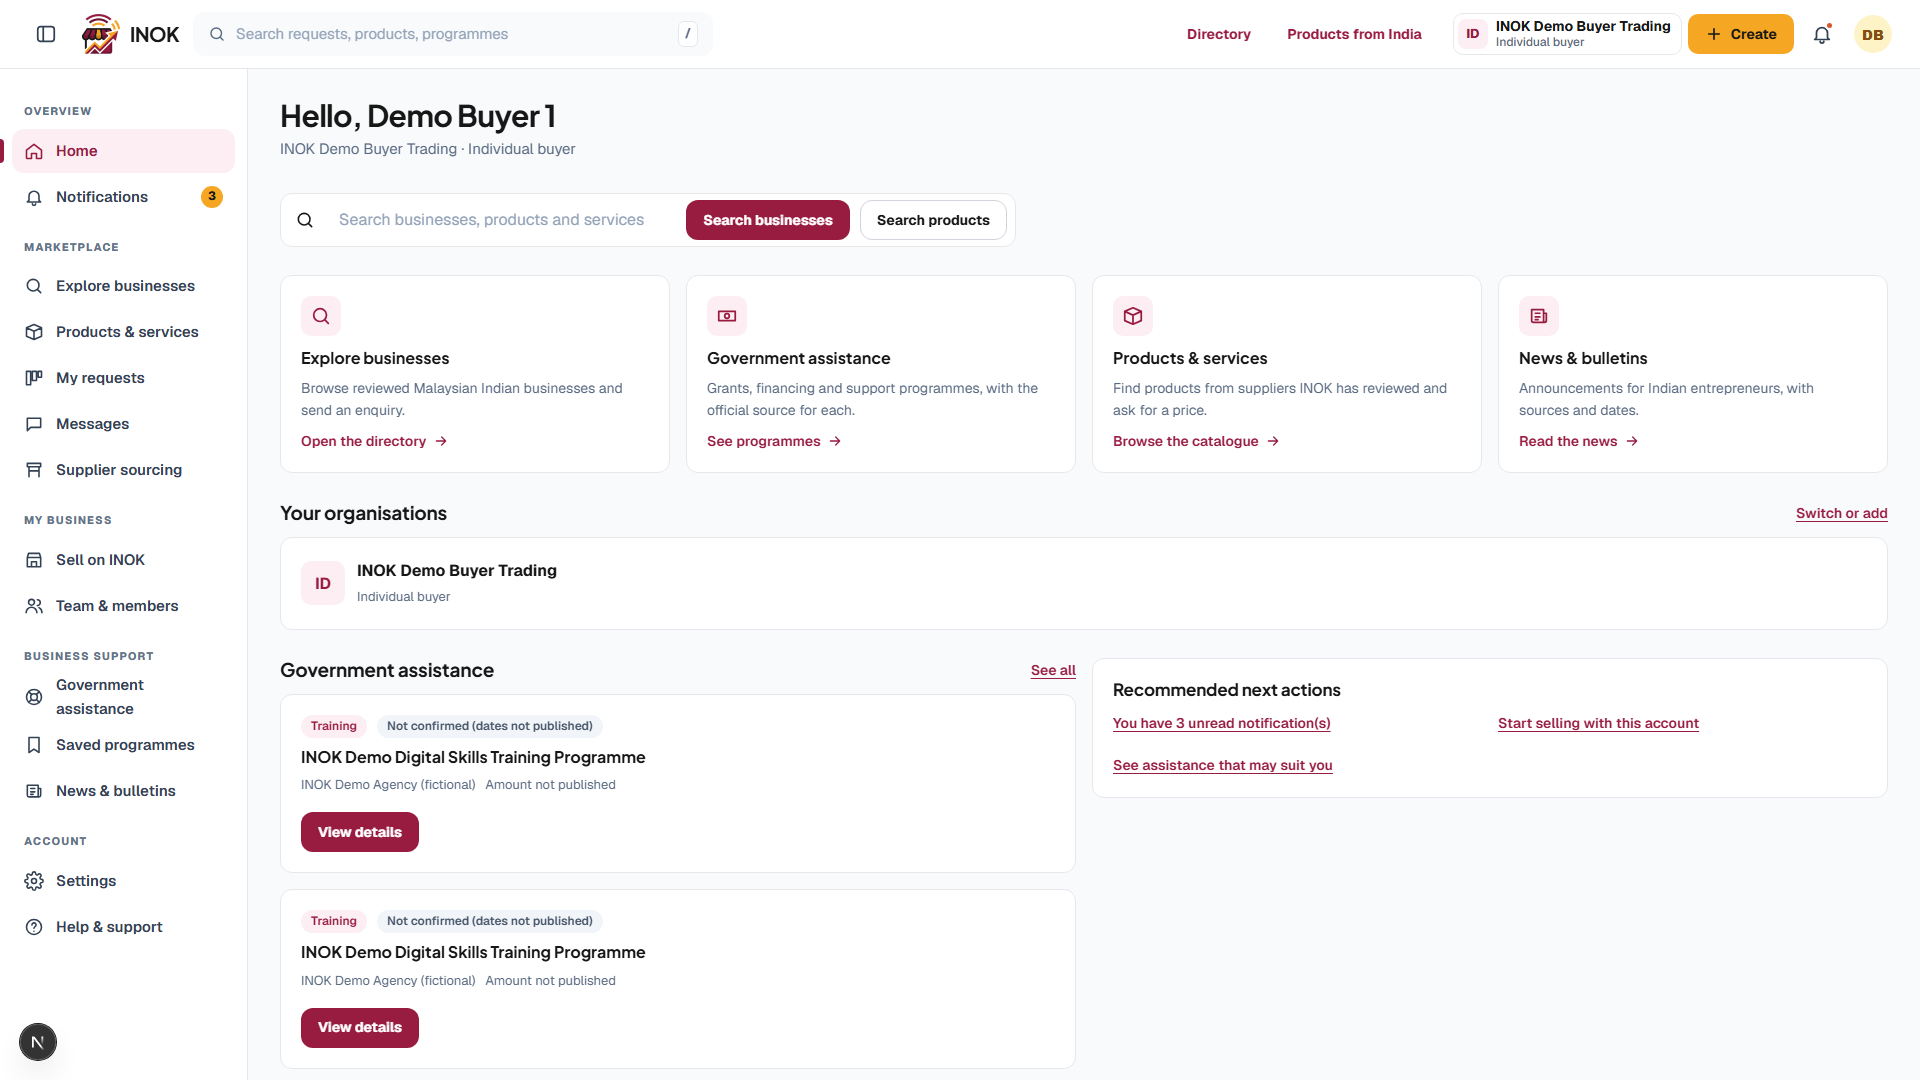 INOK
Search requests, products, programmes
/
Directory
Products from India
ID
INOK Demo Buyer Trading
Individual buyer
+ Create
DB
OVERVIEW
Home
Notifications
3
MARKETPLACE
Explore businesses
Products & services
My requests
Messages
Supplier sourcing
MY BUSINESS
Sell on INOK
Team & members
BUSINESS SUPPORT
Government
assistance
Saved programmes
News & bulletins
ACCOUNT
Settings
Help & support
N
Hello, Demo Buyer 1
INOK Demo Buyer Trading · Individual buyer
Search businesses, products and services
Search businesses
Search products
Explore businesses
Browse reviewed Malaysian Indian businesses and
send an enquiry.
Open the directory →
Government assistance
Grants, financing and support programmes, with the
official source for each.
See programmes →
Products & services
Find products from suppliers INOK has reviewed and
ask for a price.
Browse the catalogue →
News & bulletins
Announcements for Indian entrepreneurs, with
sources and dates.
Read the news →
Your organisations
Switch or add
ID
INOK Demo Buyer Trading
Individual buyer
Government assistance
See all
Training
Not confirmed (dates not published)
INOK Demo Digital Skills Training Programme
INOK Demo Agency (fictional) Amount not published
View details
Training
Not confirmed (dates not published)
INOK Demo Digital Skills Training Programme
INOK Demo Agency (fictional) Amount not published
View details
Recommended next actions
You have 3 unread notification(s)
Start selling with this account
See assistance that may suit you